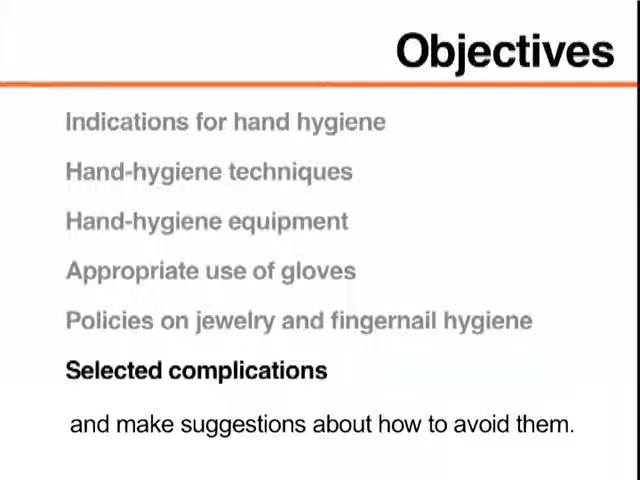 Objectives
Indications for hand hygiene
Hand-hygiene techniques
Hand-hygiene equipment
Appropriate use of gloves
Policies on jewelry and fingernail hygiene
Selected complications
and make suggestions about how to avoid them.